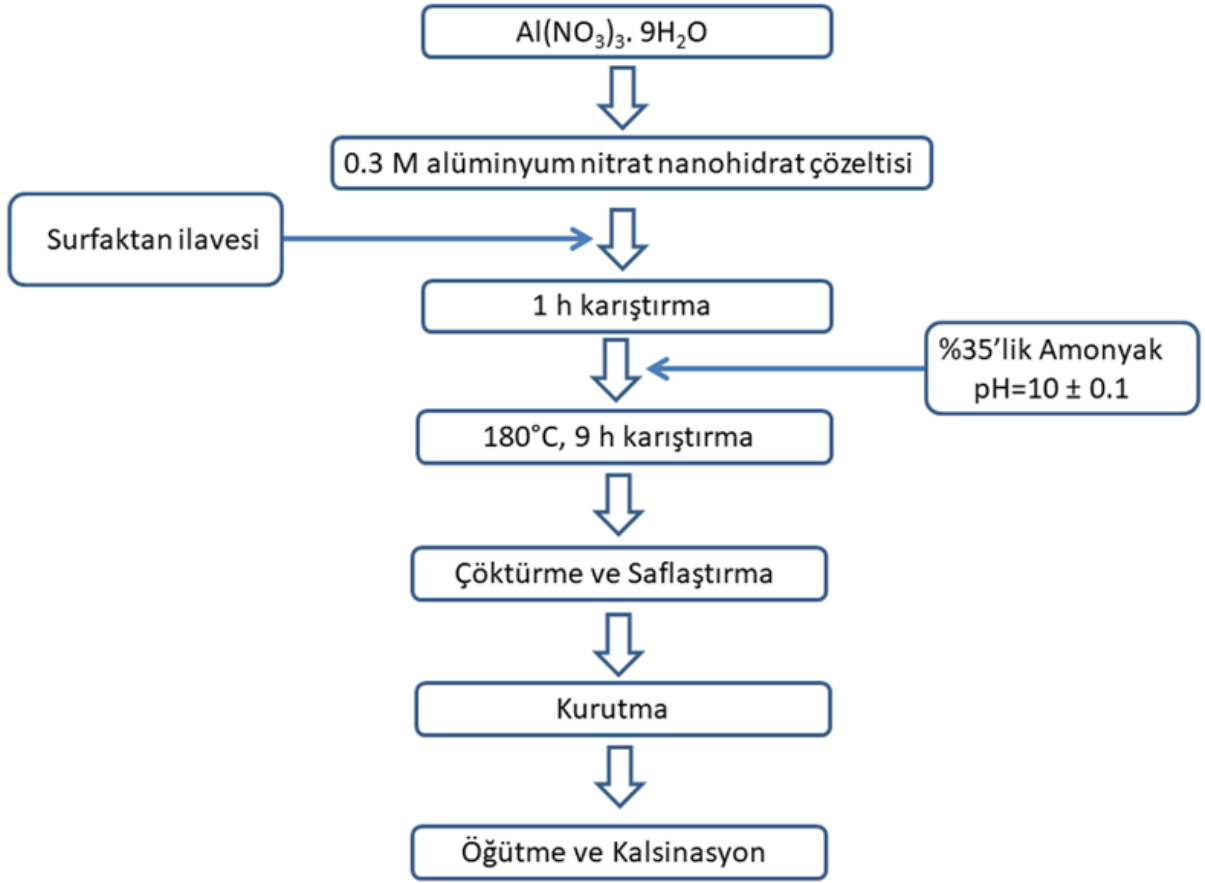 Al(NO₃)₃. 9H₂O
0.3 M alüminyum nitrat nanohidrat çözeltisi
Surfaktan ilavesi
1 h karıştırma
%35’lik Amonyak
pH=10 ± 0.1
180°C, 9 h karıştırma
Çöktürme ve Saflaştırma
Kurutma
Öğütme ve Kalsinasyon